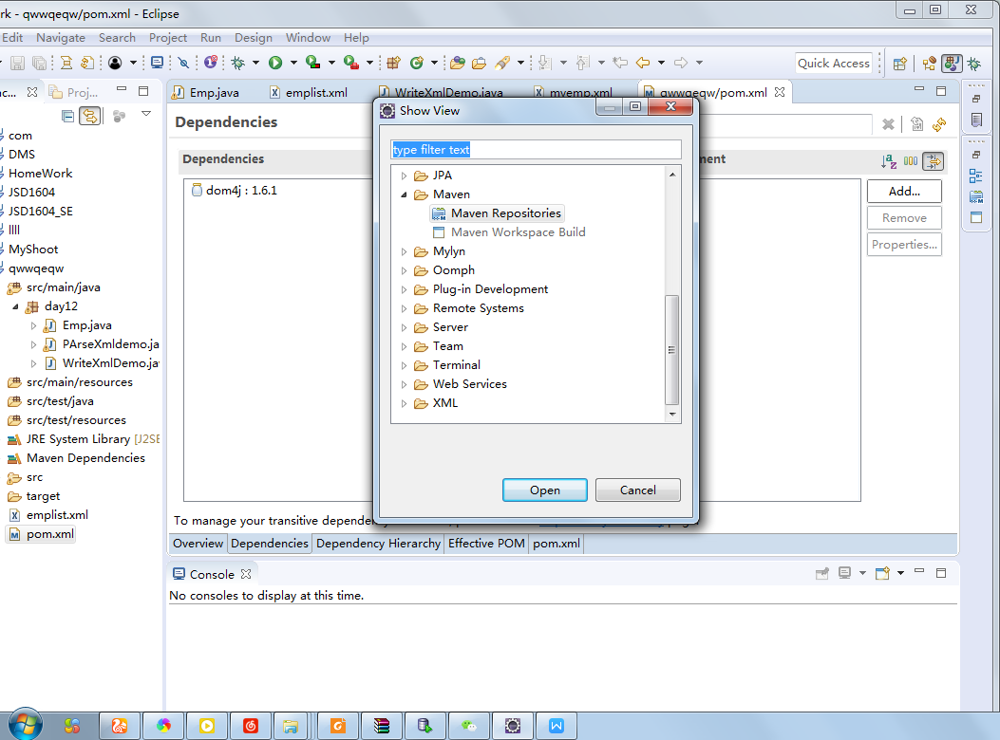 rk - qwwqeqw/pom.xml - Eclipse
Edit Navigate Search Project Run Design Window Help
Quick Access
Proj...
Emp.java emplist.xml WriteXmlDemo.java myemp.xml qwwqeqw/pom.xml
com
DMS
HomeWork
JSD1604
JSD1604_SE
llll
MyShoot
qwwqeqw
src/main/java
day12
Emp.java
PArseXmldemo.ja
WriteXmlDemo.ja
src/main/resources
src/test/java
src/test/resources
JRE System Library [J2SE
Maven Dependencies
src
target
emplist.xml
pom.xml
Dependencies
Dependencies
dom4j : 1.6.1
Add...
Remove
Properties...
To manage your transitive dependency
Overview Dependencies Dependency Hierarchy Effective POM pom.xml
Show View
type filter text
JPA
Maven
Maven Repositories
Maven Workspace Build
Mylyn
Oomph
Plug-in Development
Remote Systems
Server
Team
Terminal
Web Services
XML
Open Cancel
Console
No consoles to display at this time.